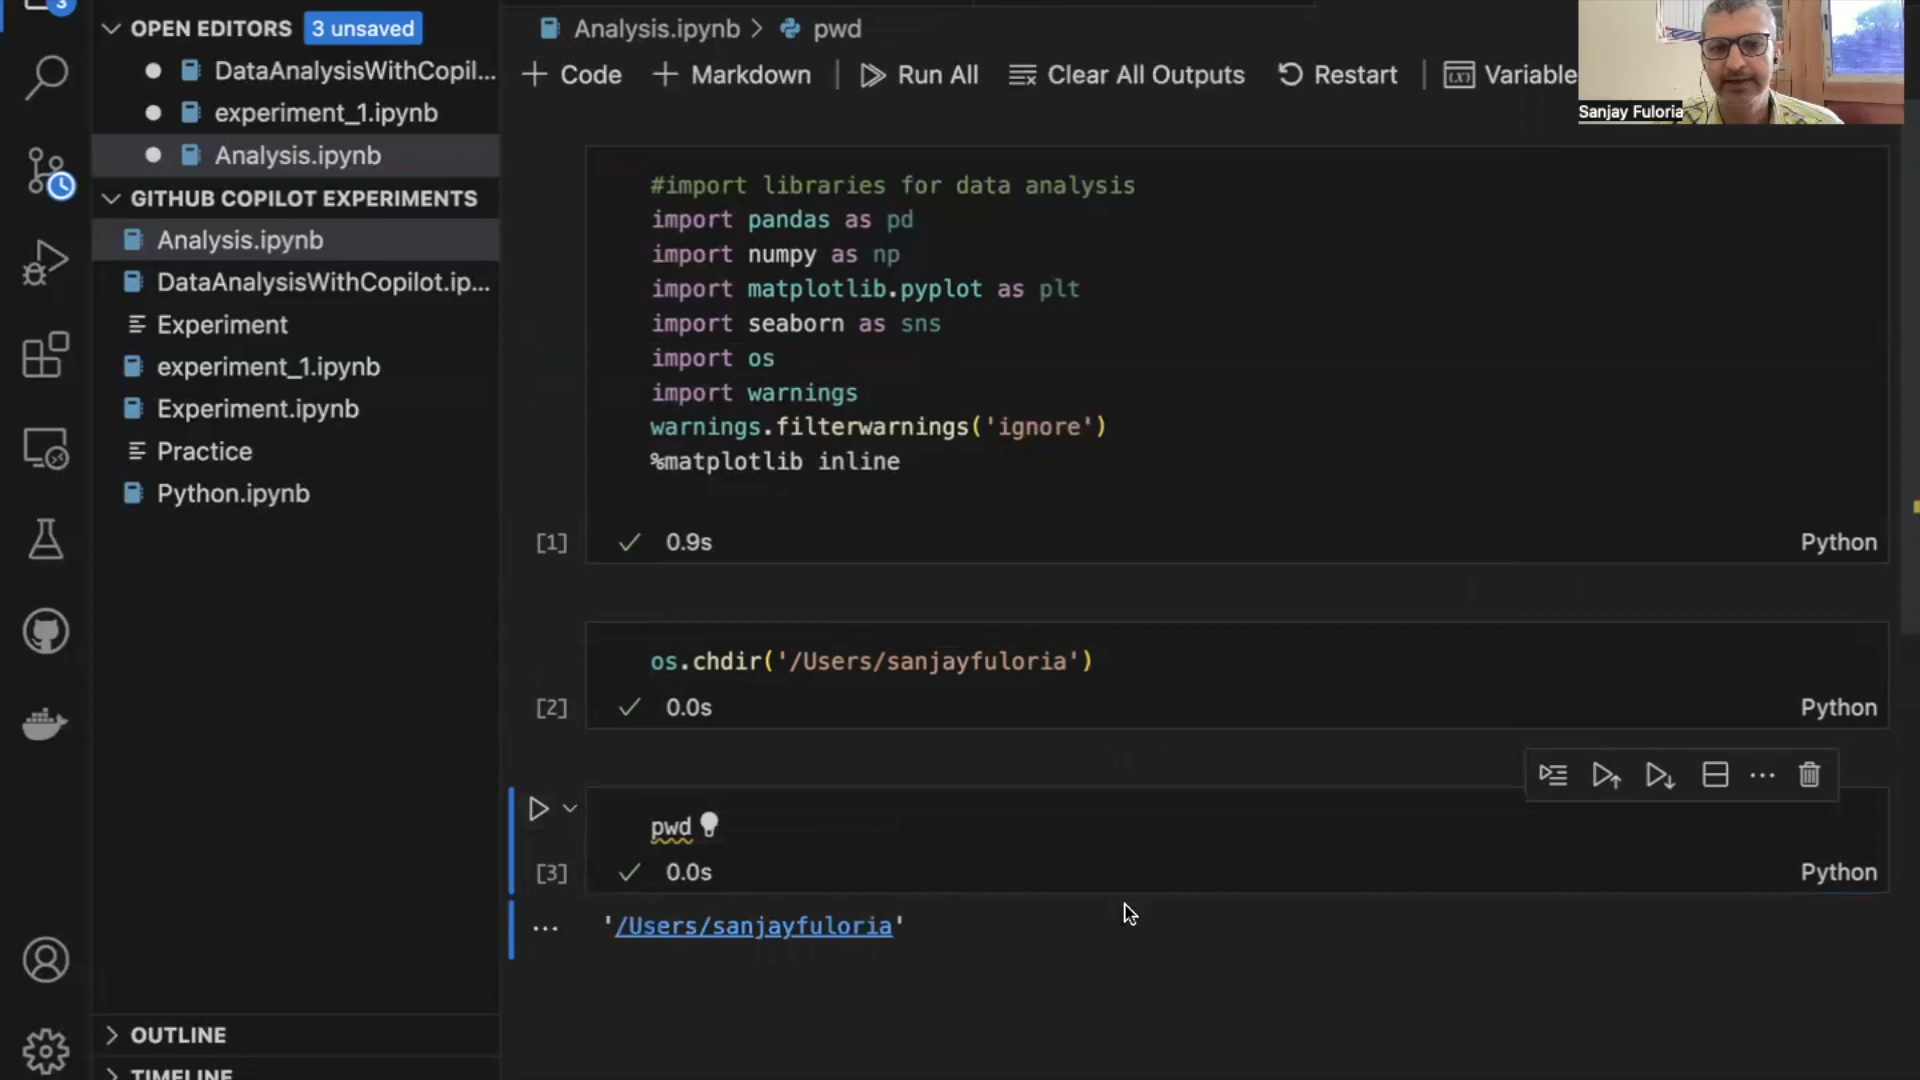 3
OPEN EDITORS 3 unsaved
DataAnalysisWithCopil...
experiment_1.ipynb
Analysis.ipynb
GITHUB COPILOT EXPERIMENTS
Analysis.ipynb
DataAnalysisWithCopilot.ip...
Experiment
experiment_1.ipynb
Experiment.ipynb
Practice
Python.ipynb
OUTLINE
TIMELINE
Analysis.ipynb > pwd
+ Code + Markdown | Run All Clear All Outputs Restart | Variable
Sanjay Fuloria
#import libraries for data analysis
import pandas as pd
import numpy as np
import matplotlib.pyplot as plt
import seaborn as sns
import os
import warnings
warnings.filterwarnings('ignore')
%matplotlib inline
[1] ✓ 0.9s Python
os.chdir('/Users/sanjayfuloria')
[2] ✓ 0.0s Python
pwd
[3] ✓ 0.0s Python
... '/Users/sanjayfuloria'